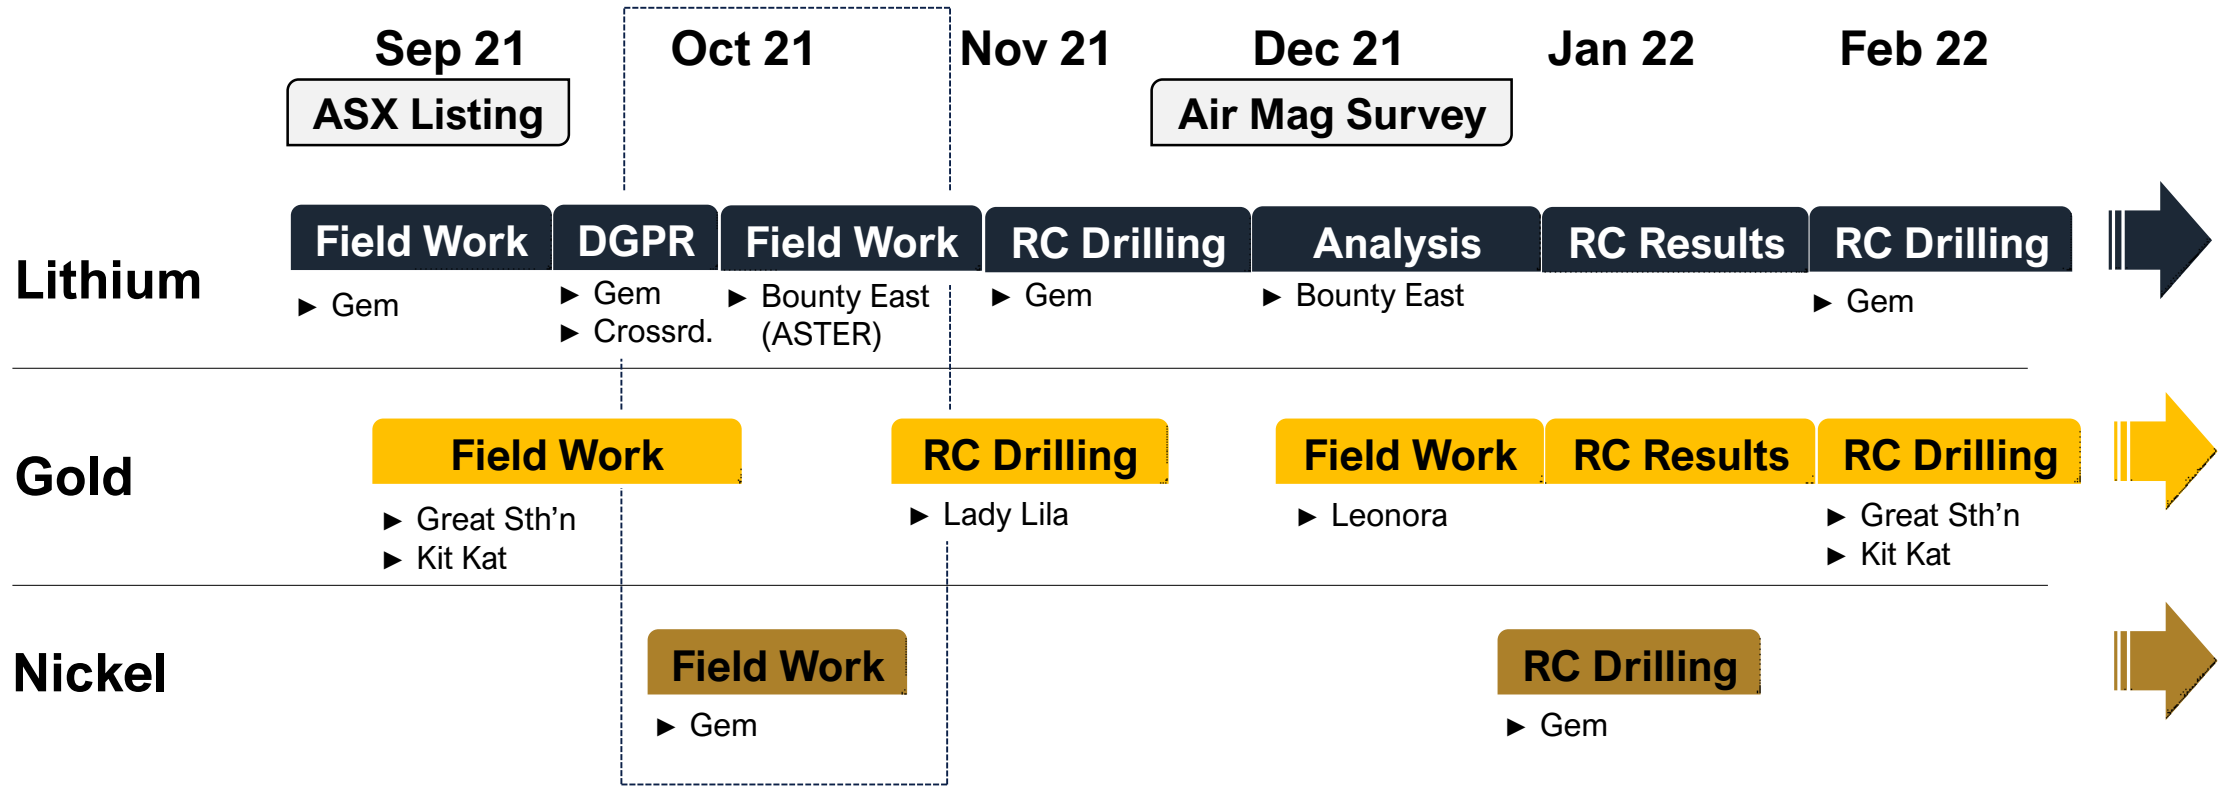 Sep 21 Oct 21 Nov 21 Dec 21 Jan 22 Feb 22
ASX Listing Air Mag Survey
Lithium
Field Work DGPR Field Work RC Drilling Analysis RC Results RC Drilling
► Gem
► Gem
► Crossrd.
► Bounty East
(ASTER)
► Gem
► Bounty East
► Gem
Gold
Field Work RC Drilling Field Work RC Results RC Drilling
► Great Sth’n
► Kit Kat
► Lady Lila
► Leonora
► Great Sth’n
► Kit Kat
Nickel
Field Work RC Drilling
► Gem
► Gem